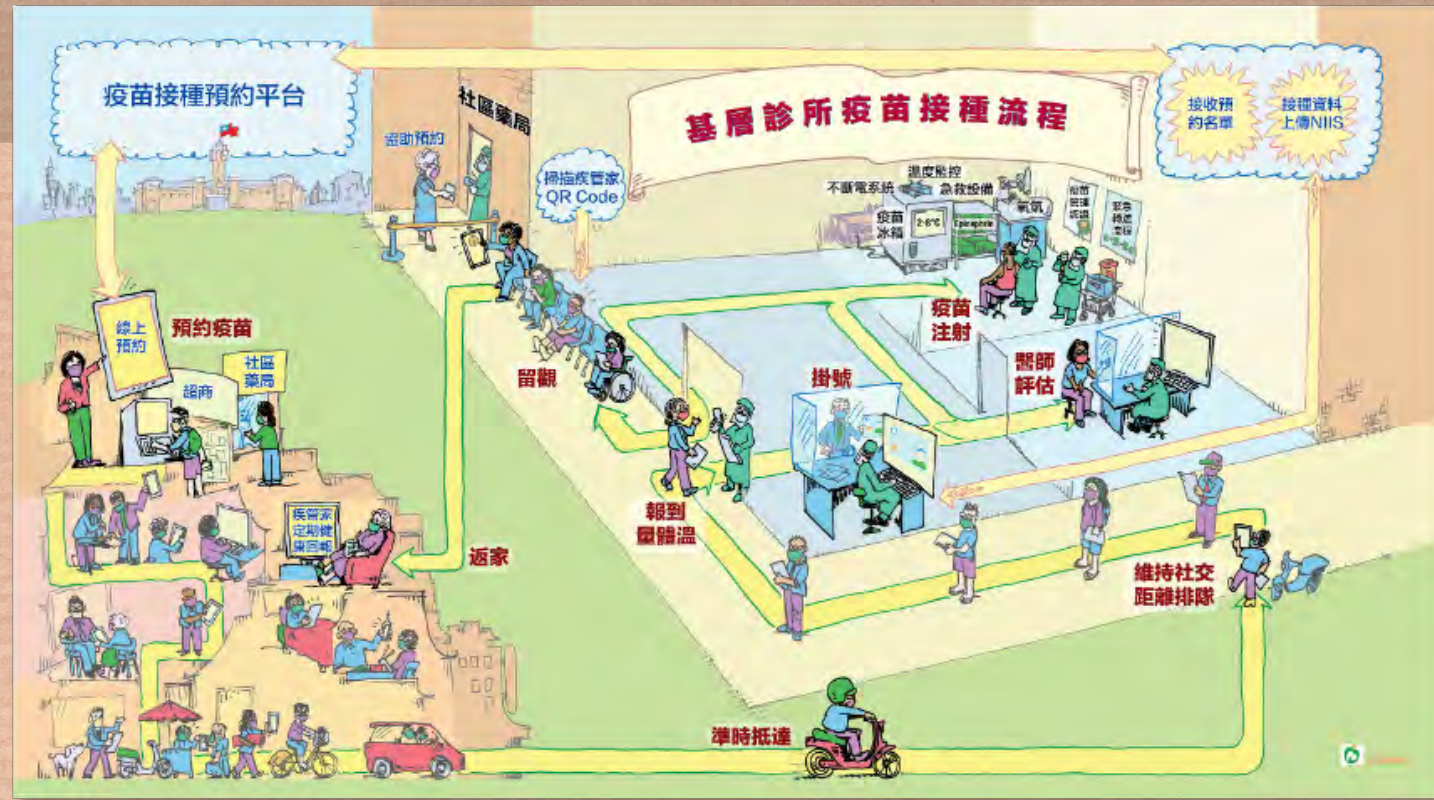 疫苗接種預約平台
社區藥局
協助預約
掃描疾管家
QR Code
基層診所疫苗接種流程
接收預
約名單
接種資料
上傳NIIS
溫度監控
不斷電系統
急救設備
疫苗
冰箱
2-8°C
Epinephrine
氧氣
疫苗
注射
醫師
評估
掛號
留觀
報到
量體溫
線上
預約
預約疫苗
超商
社區
藥局
疾管家
定期健
康回報
返家
維持社交
距離排隊
準時抵達